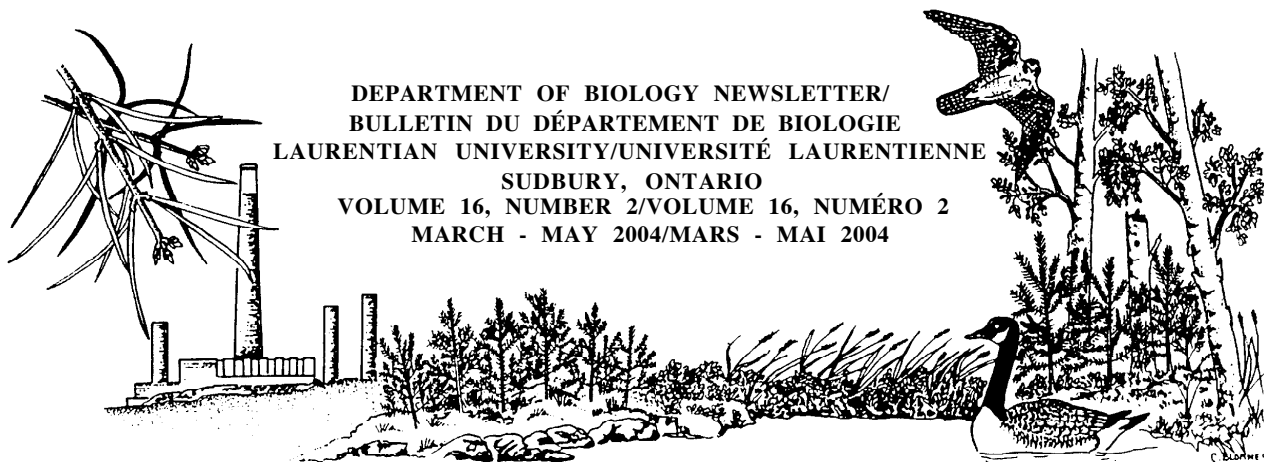 DEPARTMENT OF BIOLOGY NEWSLETTER/
BULLETIN DU DÉPARTEMENT DE BIOLOGIE
LAURENTIAN UNIVERSITY/UNIVERSITÉ LAURENTIENNE
SUDBURY, ONTARIO
VOLUME 16, NUMBER 2/VOLUME 16, NUMÉRO 2
MARCH - MAY 2004/MARS - MAI 2004